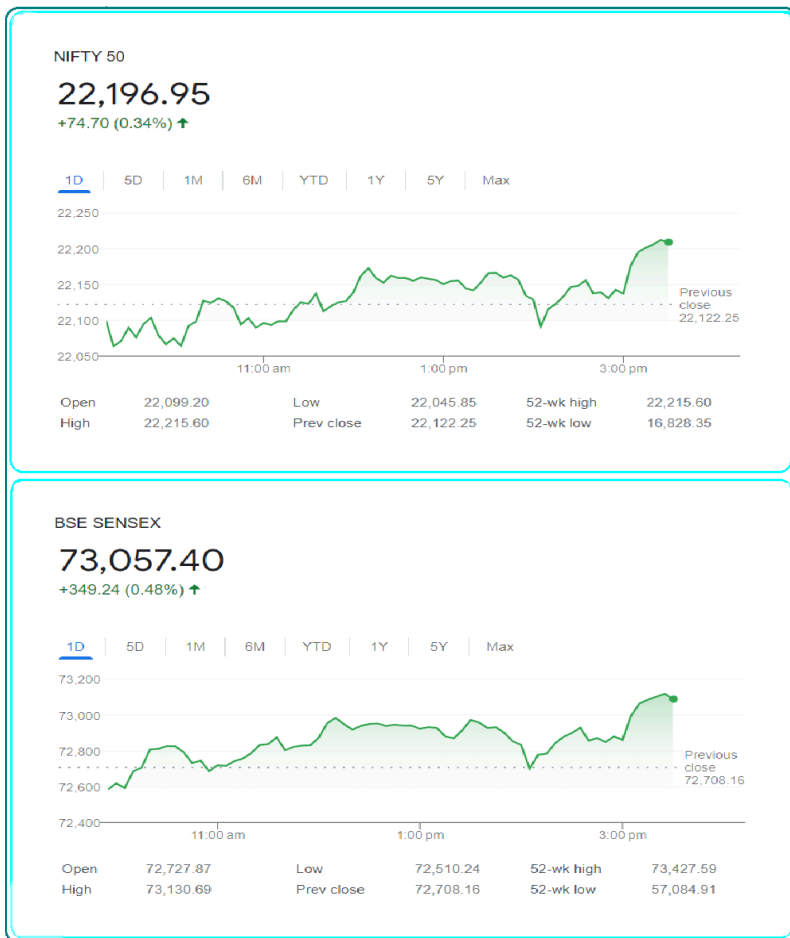 NIFTY 50
22,196.95
+74.70 (0.34%) ↑
1D 5D 1M 6M YTD 1Y 5Y Max
22,250
22,200
22,150
22,100
22,050
Previous
close
22,122.25
11:00 am 1:00 pm 3:00 pm
Open 22,099.20 Low 22,045.85 52-wk high 22,215.60
High 22,215.60 Prev close 22,122.25 52-wk low 16,828.35
BSE SENSEX
73,057.40
+349.24 (0.48%) ↑
1D 5D 1M 6M YTD 1Y 5Y Max
73,200
73,000
72,800
72,600
72,400
Previous
close
72,708.16
11:00 am 1:00 pm 3:00 pm
Open 72,727.87 Low 72,510.24 52-wk high 73,427.59
High 73,130.69 Prev close 72,708.16 52-wk low 57,084.91